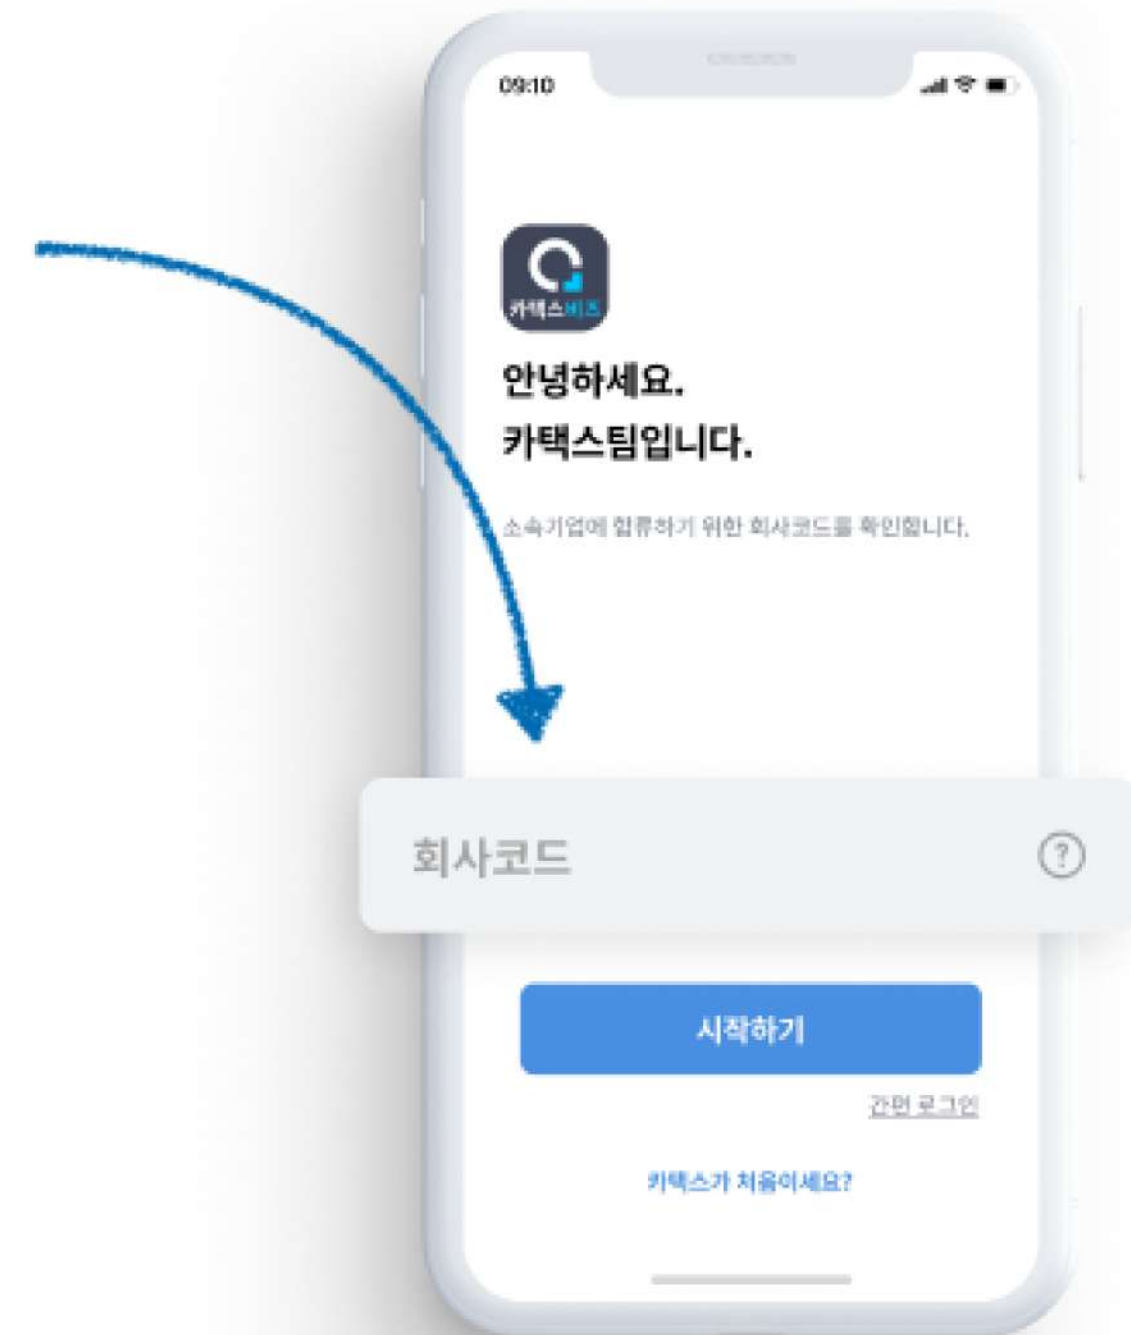 09:10
카택스비즈
안녕하세요.
카택스팀입니다.
소속기업에 합류하기 위한 회사코드를 확인합니다.
회사코드
?
시작하기
간편 로그인
카택스가 처음이세요?